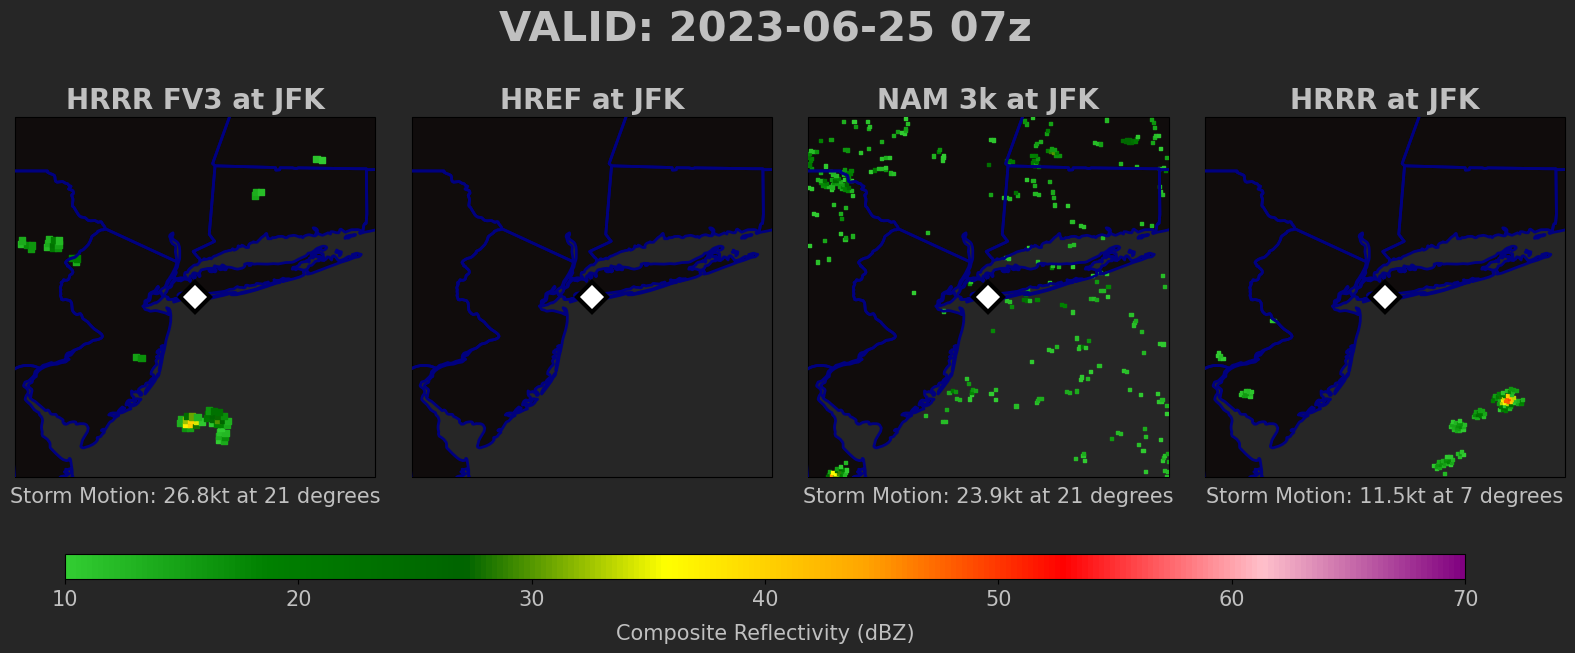 VALID: 2023-06-25 07z
HRRR FV3 at JFK
HREF at JFK
NAM 3k at JFK
HRRR at JFK
Storm Motion: 26.8kt at 21 degrees
Storm Motion: 23.9kt at 21 degrees
Storm Motion: 11.5kt at 7 degrees
10 20 30 40 50 60 70
Composite Reflectivity (dBZ)